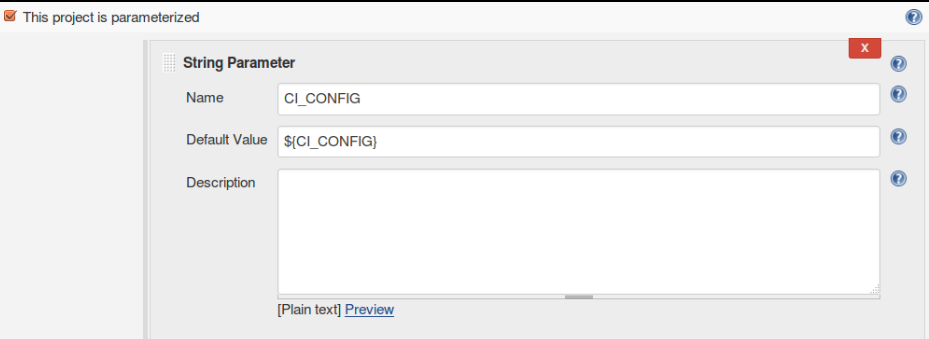 This project is parameterized
X
String Parameter
Name
CI_CONFIG
Default Value
${CI_CONFIG}
Description
[Plain text] Preview